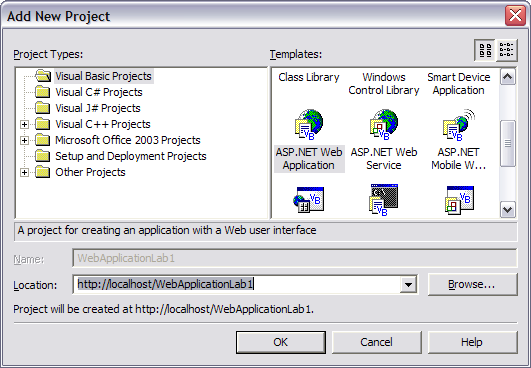 Add New Project
Project Types:
Templates:
Visual Basic Projects
Visual C# Projects
Visual J# Projects
Visual C++ Projects
Microsoft Office 2003 Projects
Setup and Deployment Projects
Other Projects
Class Library
Windows
Control Library
Smart Device
Application
ASP.NET Web
Application
ASP.NET Web
Service
ASP.NET
Mobile W...
A project for creating an application with a Web user interface
Name:
WebApplicationLab1
Location:
http://localhost/WebApplicationLab1
Browse...
Project will be created at http://localhost/WebApplicationLab1.
OK
Cancel
Help